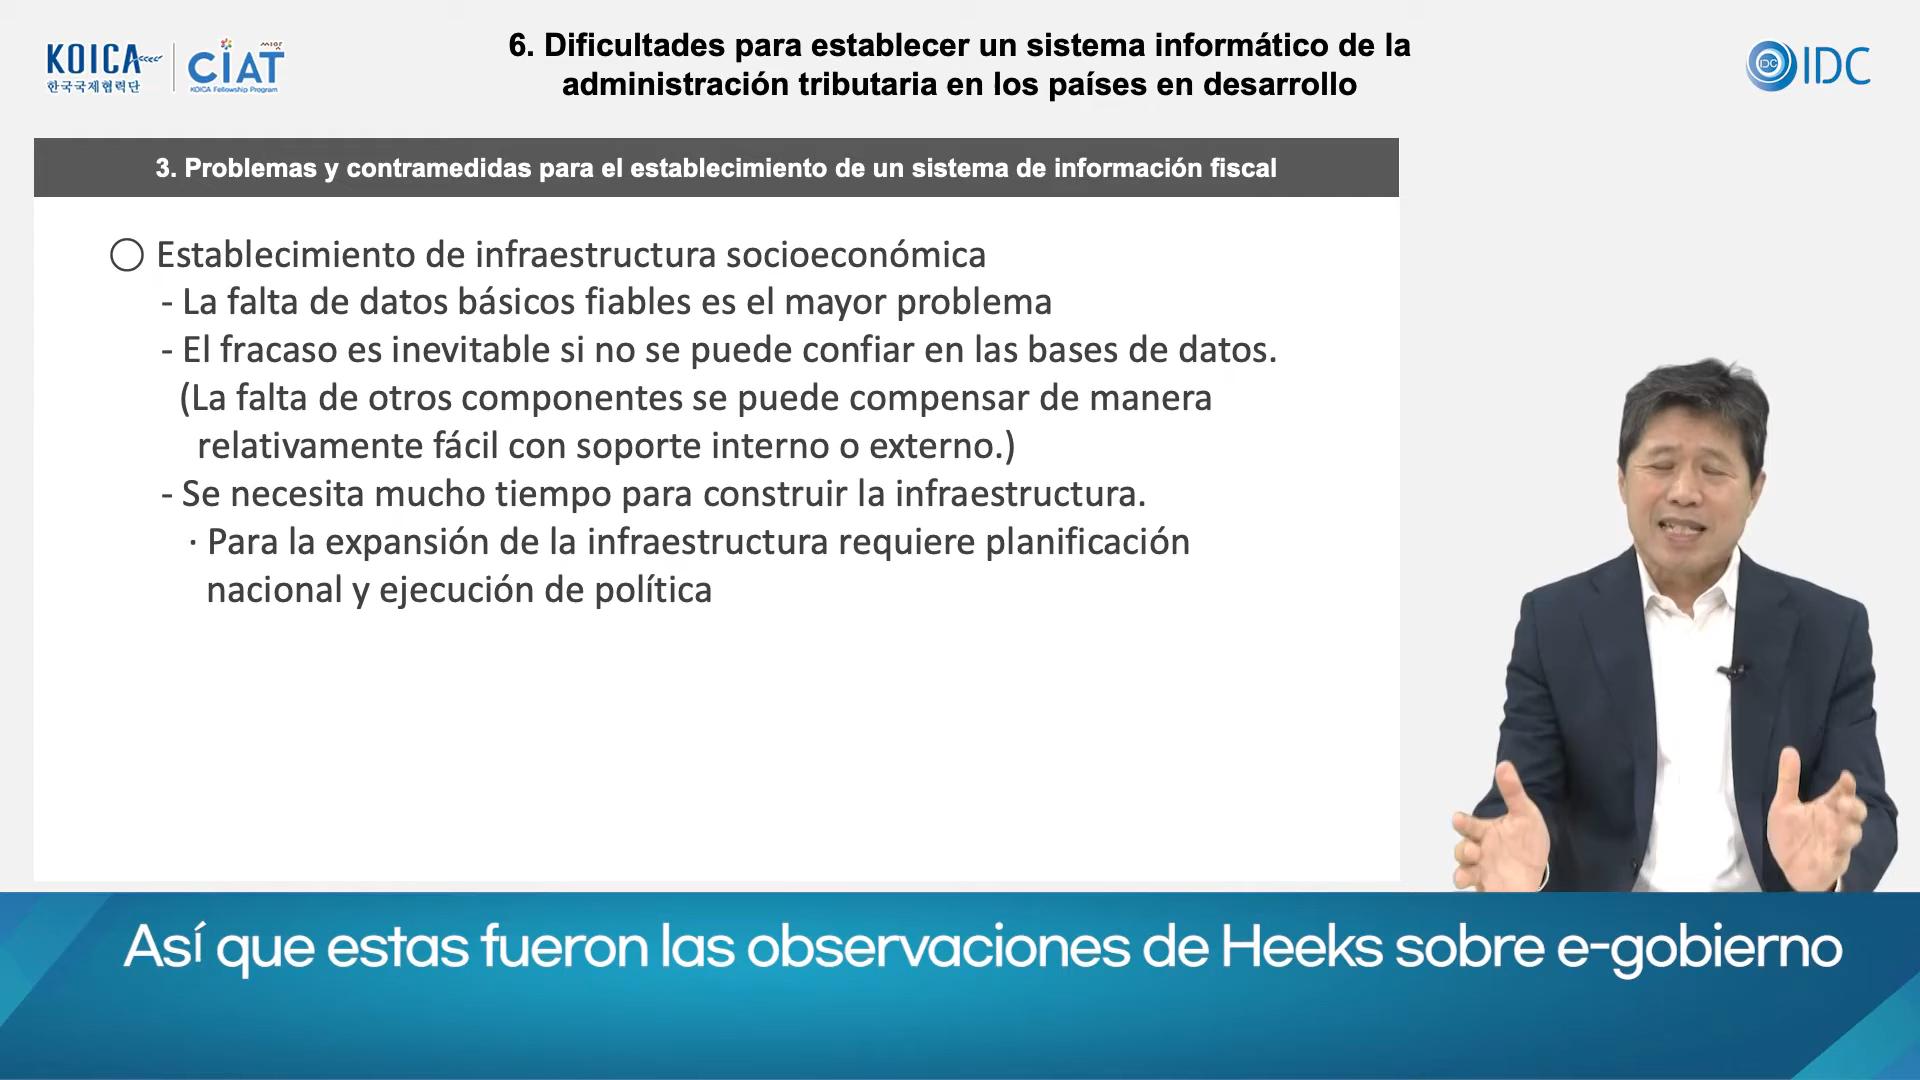 KOICA
한국국제협력단
CIAT
KOICA Fellowship Program
6. Dificultades para establecer un sistema informático de la
administración tributaria en los países en desarrollo
IDC
3. Problemas y contramedidas para el establecimiento de un sistema de información fiscal
○ Establecimiento de infraestructura socioeconómica
- La falta de datos básicos fiables es el mayor problema
- El fracaso es inevitable si no se puede confiar en las bases de datos.
(La falta de otros componentes se puede compensar de manera
relativamente fácil con soporte interno o externo.)
- Se necesita mucho tiempo para construir la infraestructura.
· Para la expansión de la infraestructura requiere planificación
nacional y ejecución de política
Así que estas fueron las observaciones de Heeks sobre e-gobierno